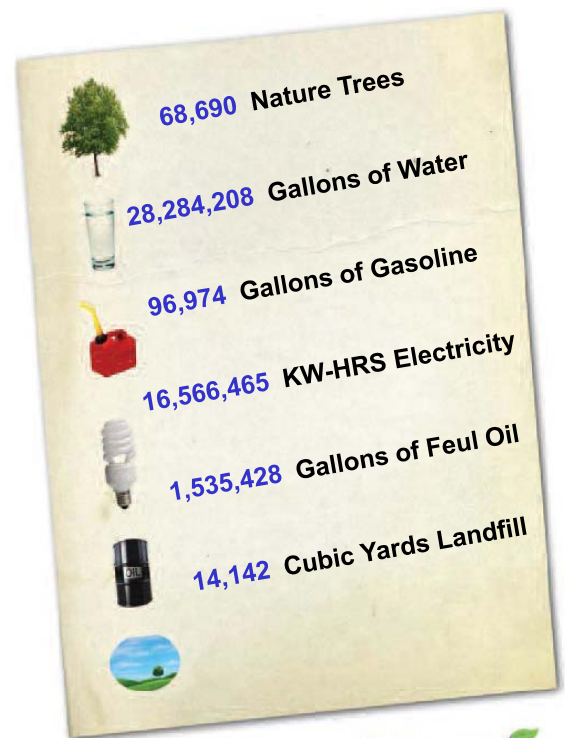 68,690 Nature Trees
28,284,208 Gallons of Water
96,974 Gallons of Gasoline
16,566,465 KW-HRS Electricity
1,535,428 Gallons of Feul Oil
OIL
14,142 Cubic Yards Landfill